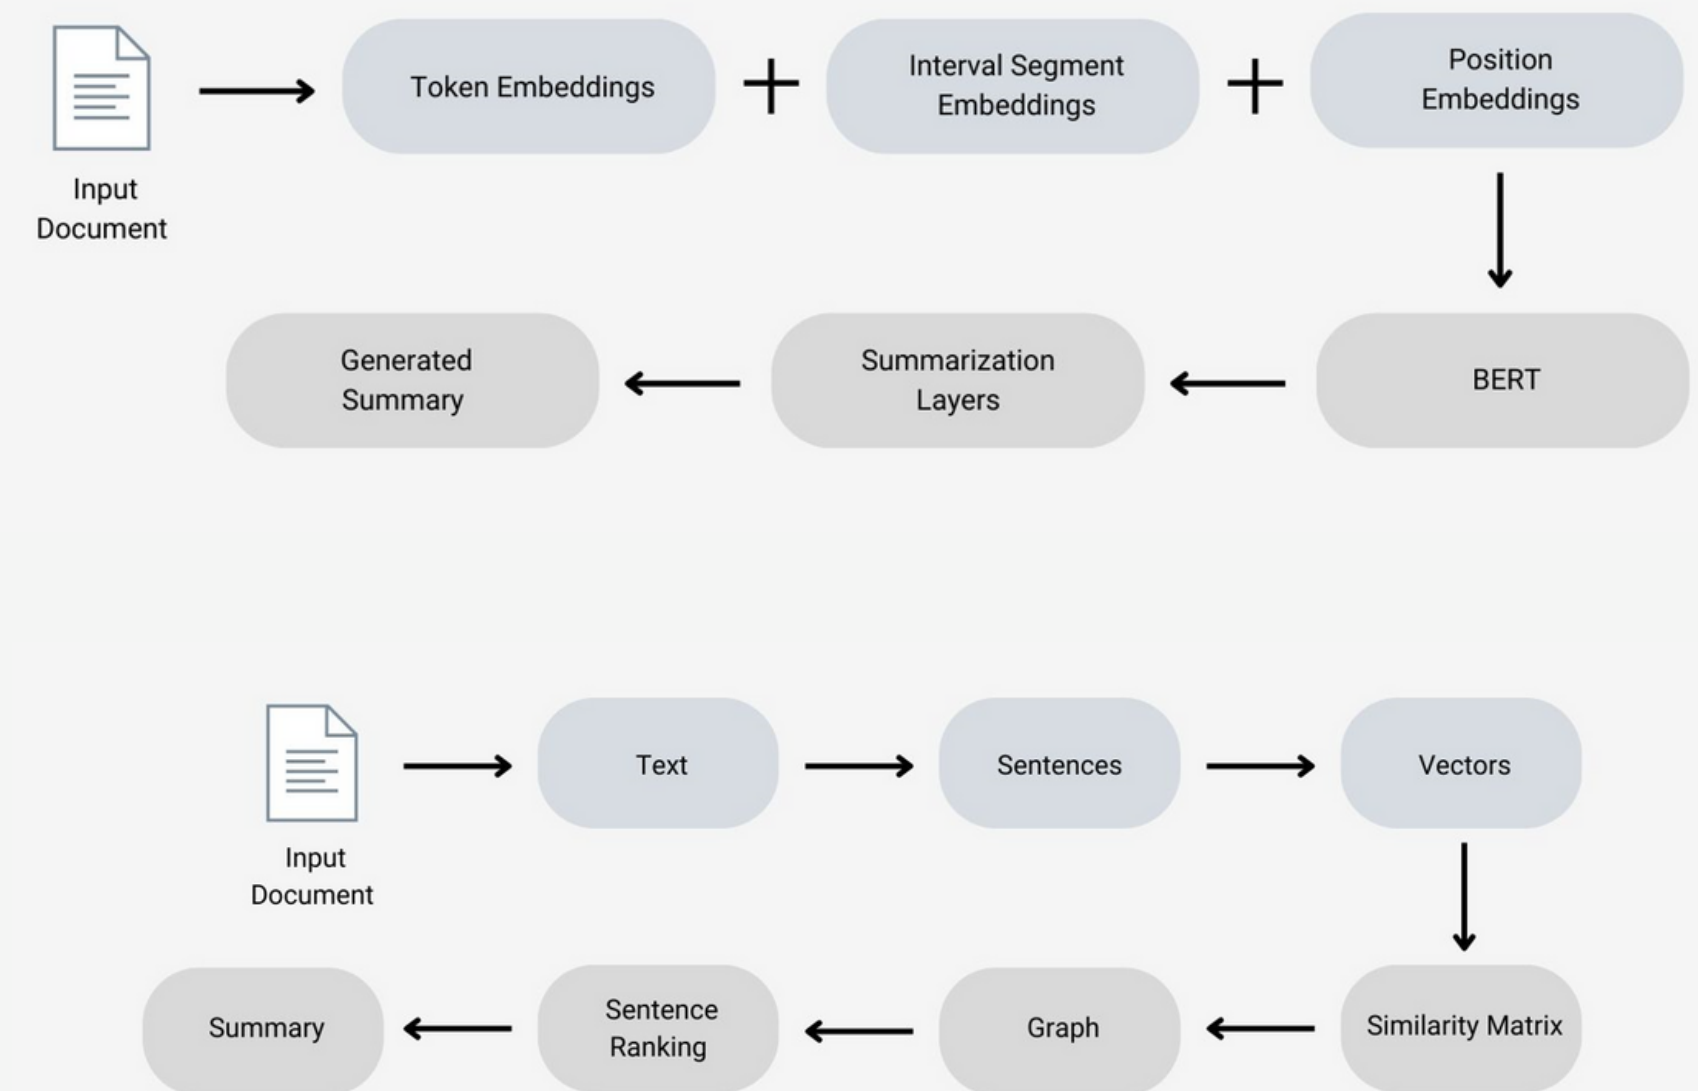 Input
Document
Token Embeddings
+
Interval Segment
Embeddings
+
Position
Embeddings
BERT
Summarization
Layers
Generated
Summary
Input
Document
Text
Sentences
Vectors
Similarity Matrix
Graph
Sentence
Ranking
Summary